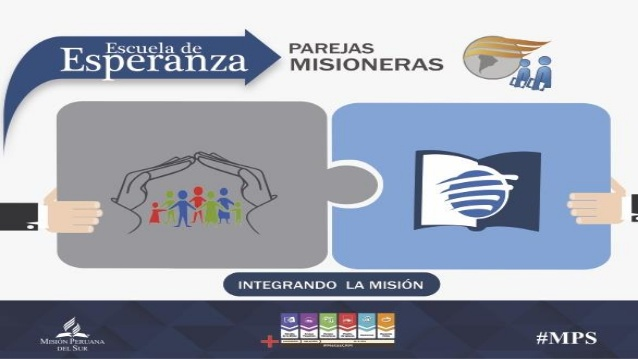 Escuela de
Esperanza
PAREJAS
MISIONERAS
INTEGRANDO LA MISIÓN
MISIÓN PERUANA
DEL SUR
#MPS